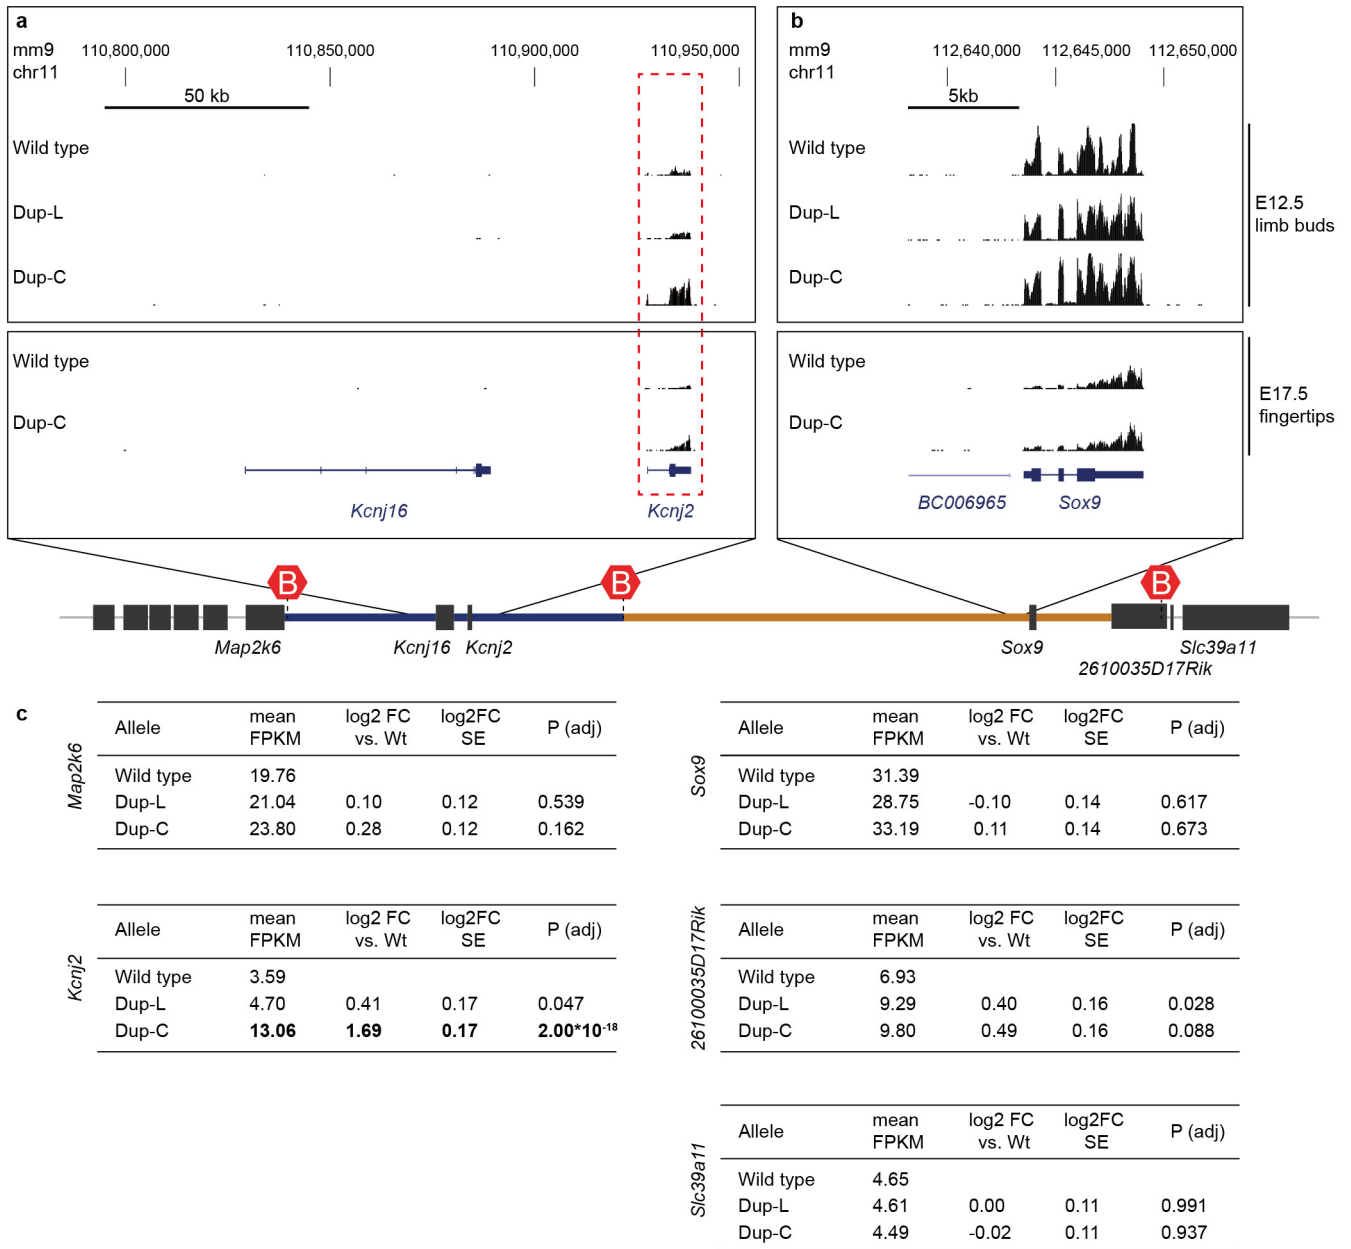 a
mm9 110,800,000 110,850,000 110,900,000 110,950,000
chr11
50 kb
Wild type
Dup-L
Dup-C
Wild type
Dup-C
Kcnj16 Kcnj2
b
mm9 112,640,000 112,645,000 112,650,000
chr11
5kb
Wild type
Dup-L
Dup-C
E12.5
limb buds
Wild type
Dup-C
E17.5
fingertips
BC006965 Sox9
B B B
Map2k6 Kcnj16 Kcnj2 Sox9 Slc39a11
2610035D17Rik
c
Map2k6
Allele mean FPKM log2 FC vs. Wt log2FC SE P (adj)
Wild type 19.76
Dup-L 21.04 0.10 0.12 0.539
Dup-C 23.80 0.28 0.12 0.162
Sox9
Allele mean FPKM log2 FC vs. Wt log2FC SE P (adj)
Wild type 31.39
Dup-L 28.75 -0.10 0.14 0.617
Dup-C 33.19 0.11 0.14 0.673
Kcnj2
Allele mean FPKM log2 FC vs. Wt log2FC SE P (adj)
Wild type 3.59
Dup-L 4.70 0.41 0.17 0.047
Dup-C 13.06 1.69 0.17 2.00*10-18
26100035D17Rik
Allele mean FPKM log2 FC vs. Wt log2FC SE P (adj)
Wild type 6.93
Dup-L 9.29 0.40 0.16 0.028
Dup-C 9.80 0.49 0.16 0.088
Slc39a11
Allele mean FPKM log2 FC vs. Wt log2FC SE P (adj)
Wild type 4.65
Dup-L 4.61 0.00 0.11 0.991
Dup-C 4.49 -0.02 0.11 0.937